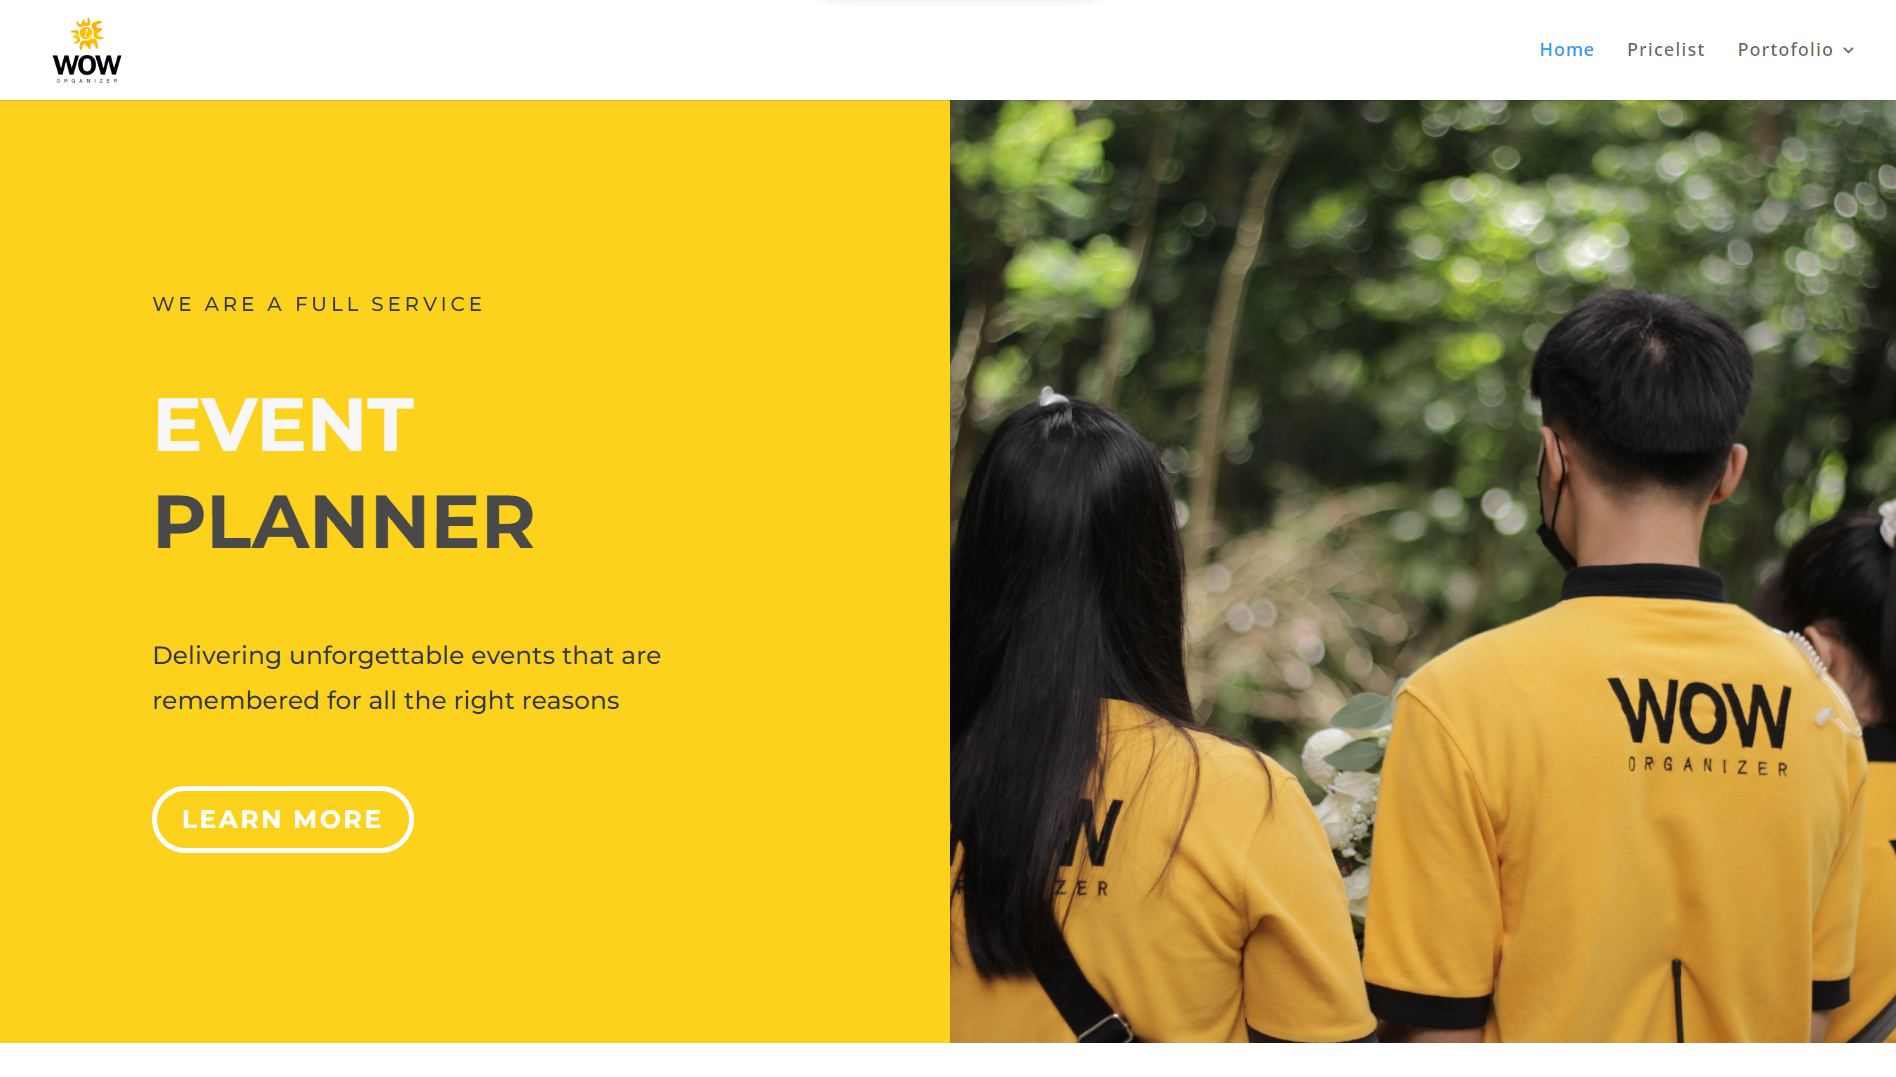 WOW
ORGANIZER
Home
Pricelist
Portofolio
WE ARE A FULL SERVICE
EVENT
PLANNER
Delivering unforgettable events that are
remembered for all the right reasons
LEARN MORE
WOW
ORGANIZER